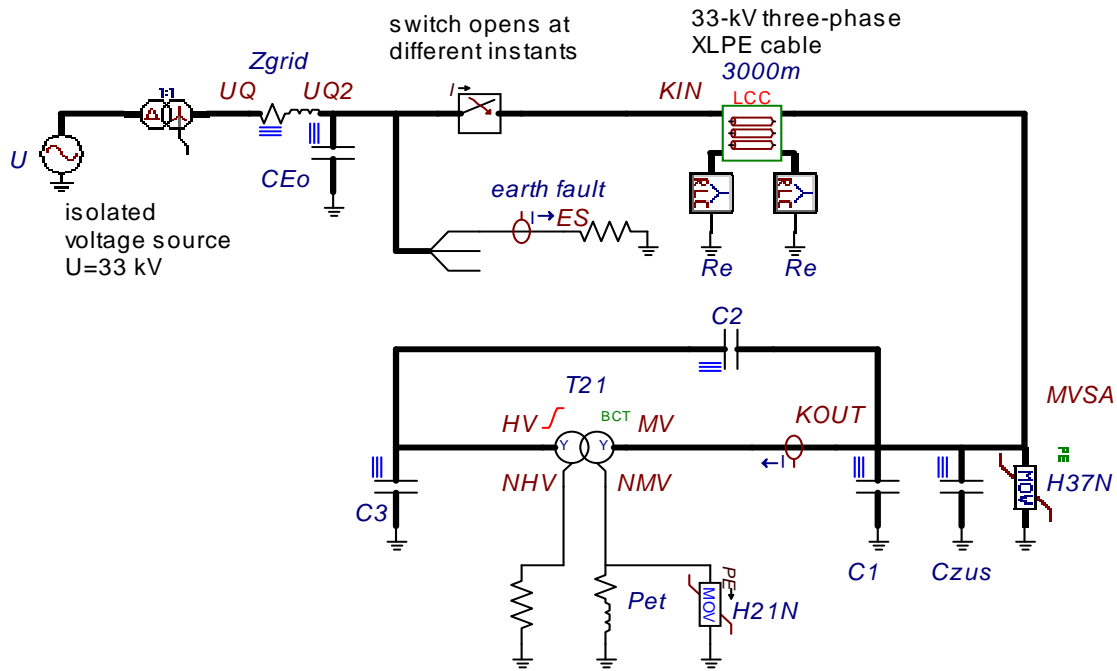 switch opens at
different instants
33-kV three-phase
XLPE cable
3000m
Zgrid
1:1
UQ
UQ2
I
KIN
LCC
U
CEo
RLC
RLC
earth fault
I
ES
isolated
voltage source
U=33 kV
Re
Re
C2
T21
MVSA
HV
BCT
MV
KOUT
Y
Y
I
PE
NHV
NMV
MOV
H37N
C3
C1
Czus
PE
Pet
MOV
H21N